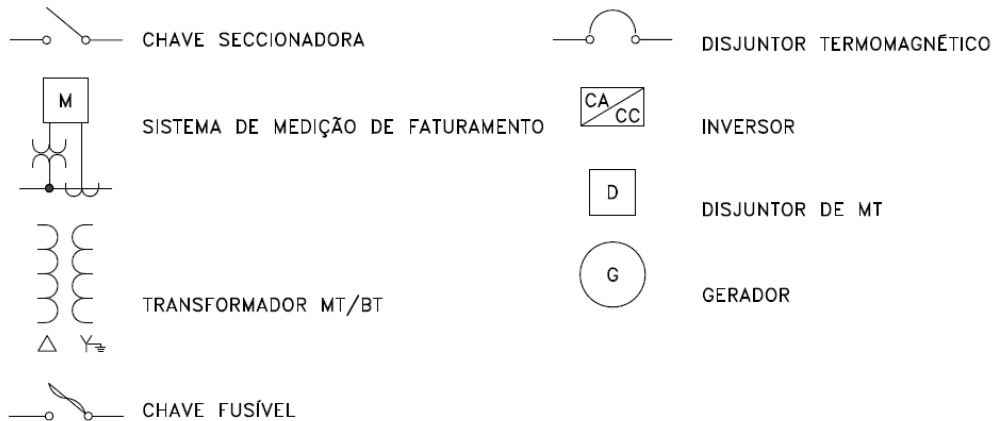 CHAVE SECCIONADORA
M
SISTEMA DE MEDIÇÃO DE FATURAMENTO
TRANSFORMADOR MT/BT
CHAVE FUSÍVEL
DISJUNTOR TERMOMAGNÉTICO
CA
CC
INVERSOR
D
DISJUNTOR DE MT
G
GERADOR